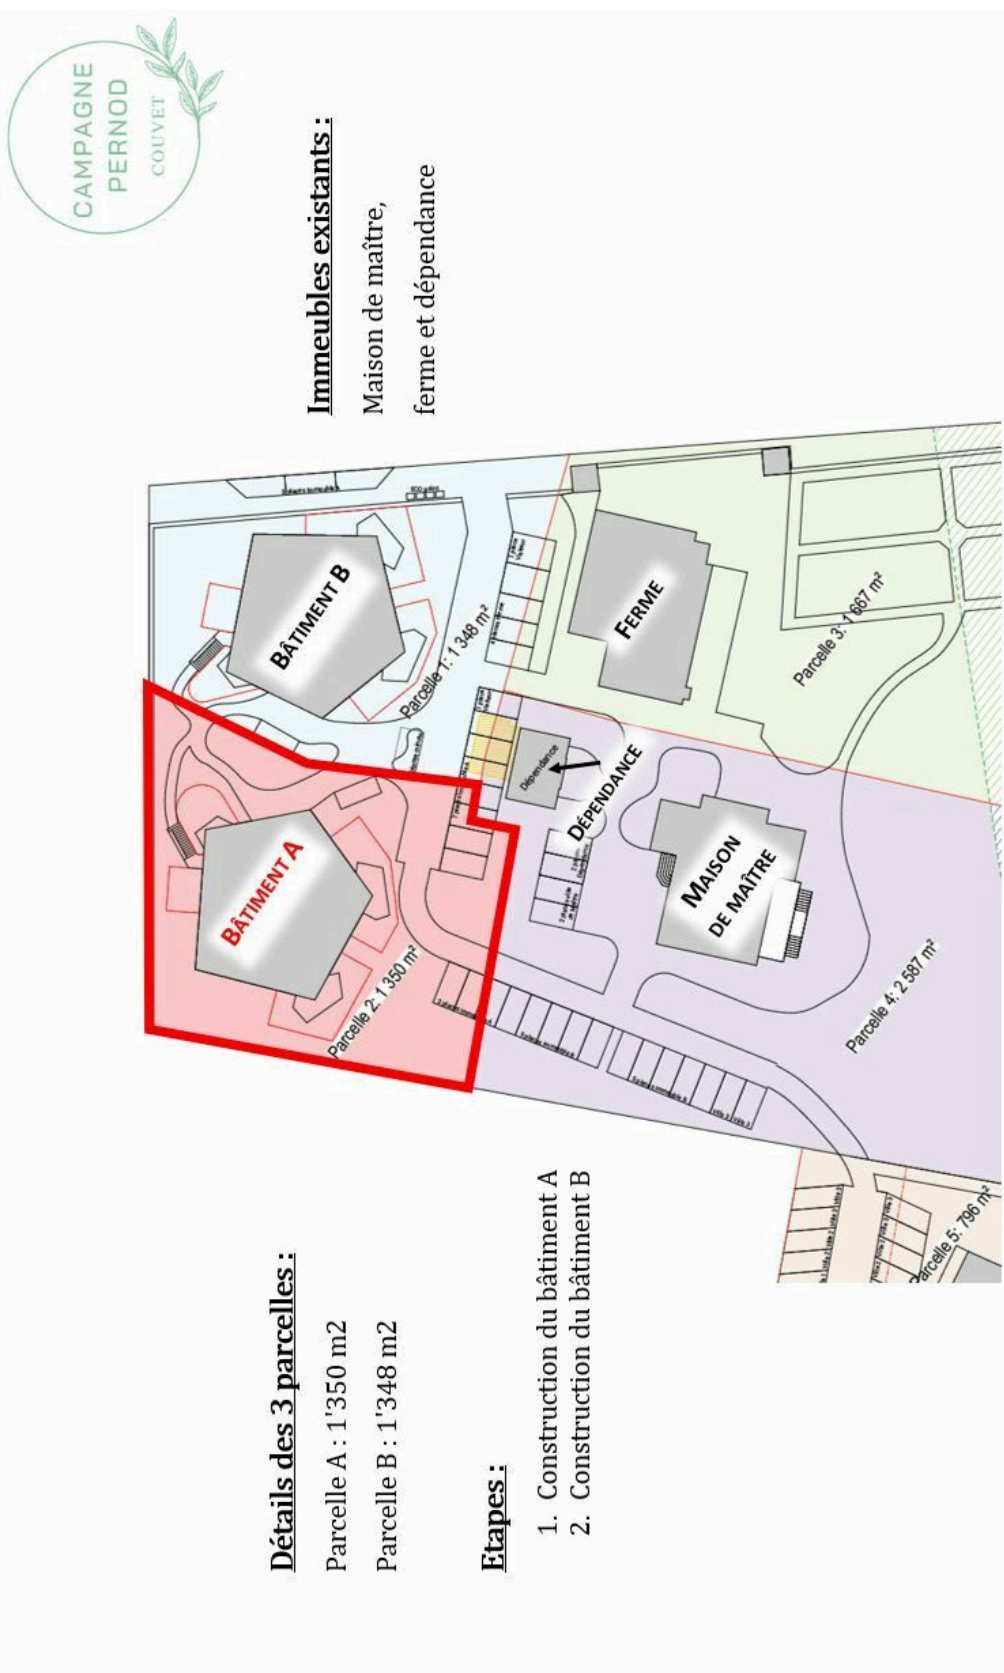 CAMPAGNE
PERNOD
COUVET
Détails des 3 parcelles :
Parcelle A : 1'350 m2
Parcelle B : 1'348 m2
Etapes :
1. Construction du bâtiment A
2. Construction du bâtiment B
Immeubles existants :
Maison de maître,
ferme et dépendance
BÂTIMENT A
BÂTIMENT B
Parcelle 2: 1 350 m²
Parcelle 1: 1 348 m²
FERME
Dépendance
DÉPENDANCE
MAISON
DE MAÎTRE
Parcelle 3: 1 667 m²
Parcelle 4: 2 587 m²
Parcelle 5: 796 m²